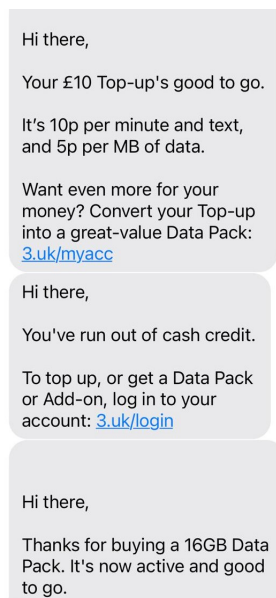 Hi there,
Your £10 Top-up's good to go.
It’s 10p per minute and text,
and 5p per MB of data.
Want even more for your
money? Convert your Top-up
into a great-value Data Pack:
3.uk/myacc
Hi there,
You've run out of cash credit.
To top up, or get a Data Pack
or Add-on, log in to your
account: 3.uk/login
Hi there,
Thanks for buying a 16GB Data
Pack. It's now active and good
to go.